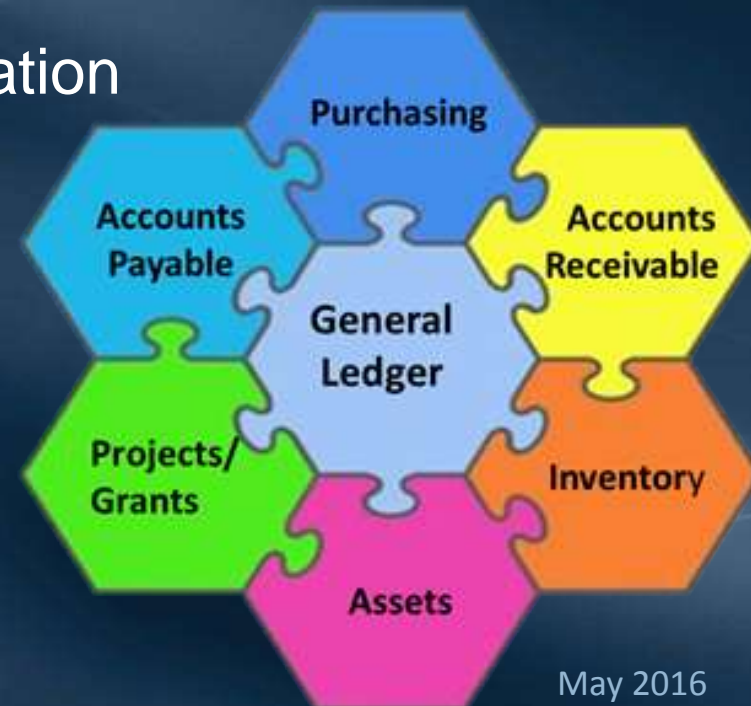 ation
Purchasing
Accounts
Payable
Accounts
Receivable
General
Ledger
Projects/
Grants
Inventory
Assets
May 2016